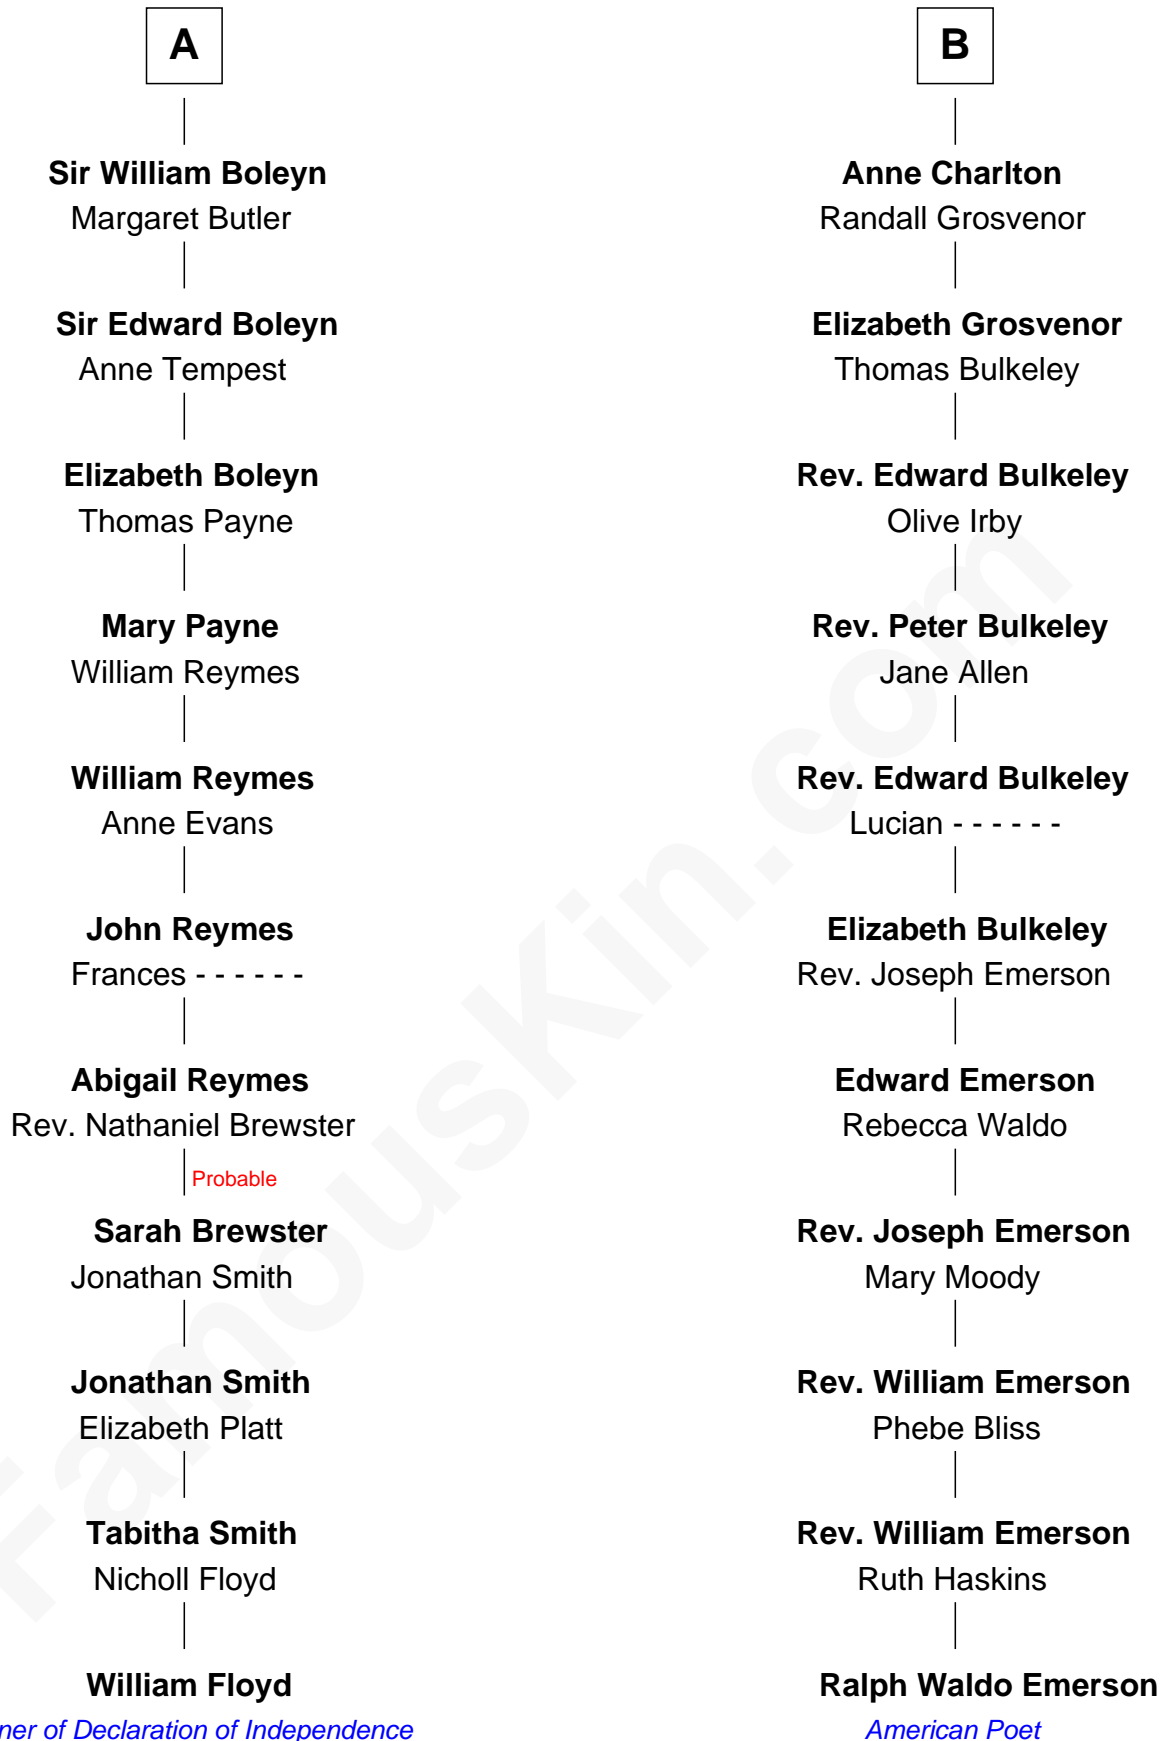 A
Sir William Boleyn
Margaret Butler
Sir Edward Boleyn
Anne Tempest
Elizabeth Boleyn
Thomas Payne
Mary Payne
William Reymes
William Reymes
Anne Evans
John Reymes
Frances - - - - - -
Abigail Reymes
Rev. Nathaniel Brewster
Probable
Sarah Brewster
Jonathan Smith
Jonathan Smith
Elizabeth Platt
Tabitha Smith
Nicholl Floyd
William Floyd
ner of Declaration of Independence
B
Anne Charlton
Randall Grosvenor
Elizabeth Grosvenor
Thomas Bulkeley
Rev. Edward Bulkeley
Olive Irby
Rev. Peter Bulkeley
Jane Allen
Rev. Edward Bulkeley
Lucian - - - - - -
Elizabeth Bulkeley
Rev. Joseph Emerson
Edward Emerson
Rebecca Waldo
Rev. Joseph Emerson
Mary Moody
Rev. William Emerson
Phebe Bliss
Rev. William Emerson
Ruth Haskins
Ralph Waldo Emerson
American Poet
FamousKin.com